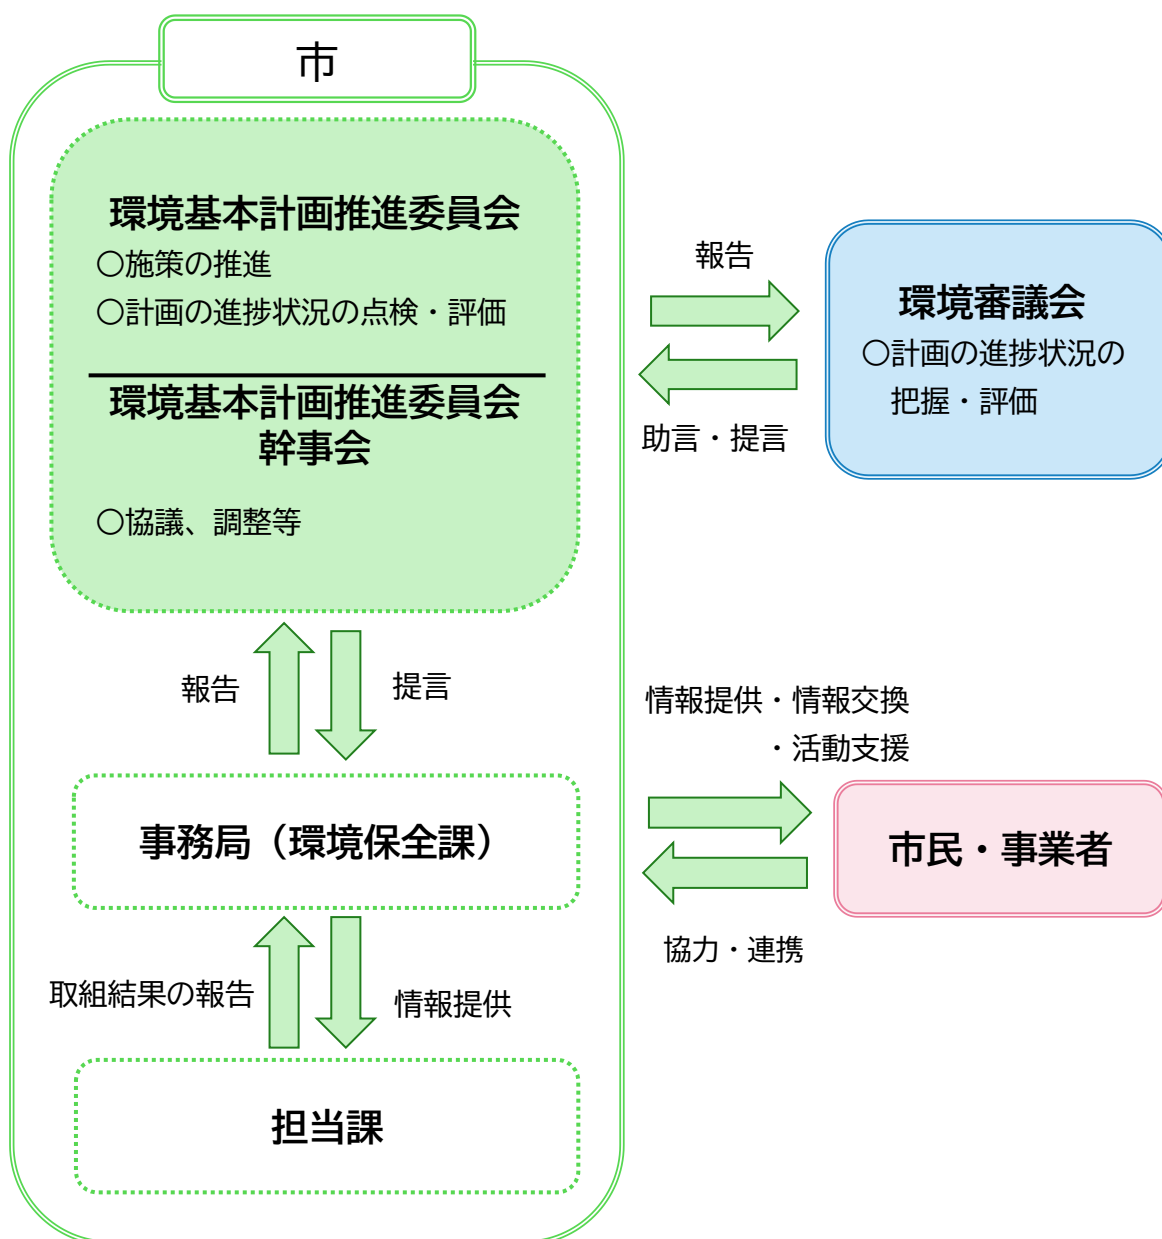 市
環境基本計画推進委員会
〇施策の推進
〇計画の進捗状況の点検・評価
環境基本計画推進委員会
幹事会
〇協議、調整等
報告
助言・提言
環境審議会
〇計画の進捗状況の
把握・評価
報告
提言
事務局（環境保全課）
取組結果の報告
情報提供
担当課
情報提供・情報交換
・活動支援
協力・連携
市民・事業者